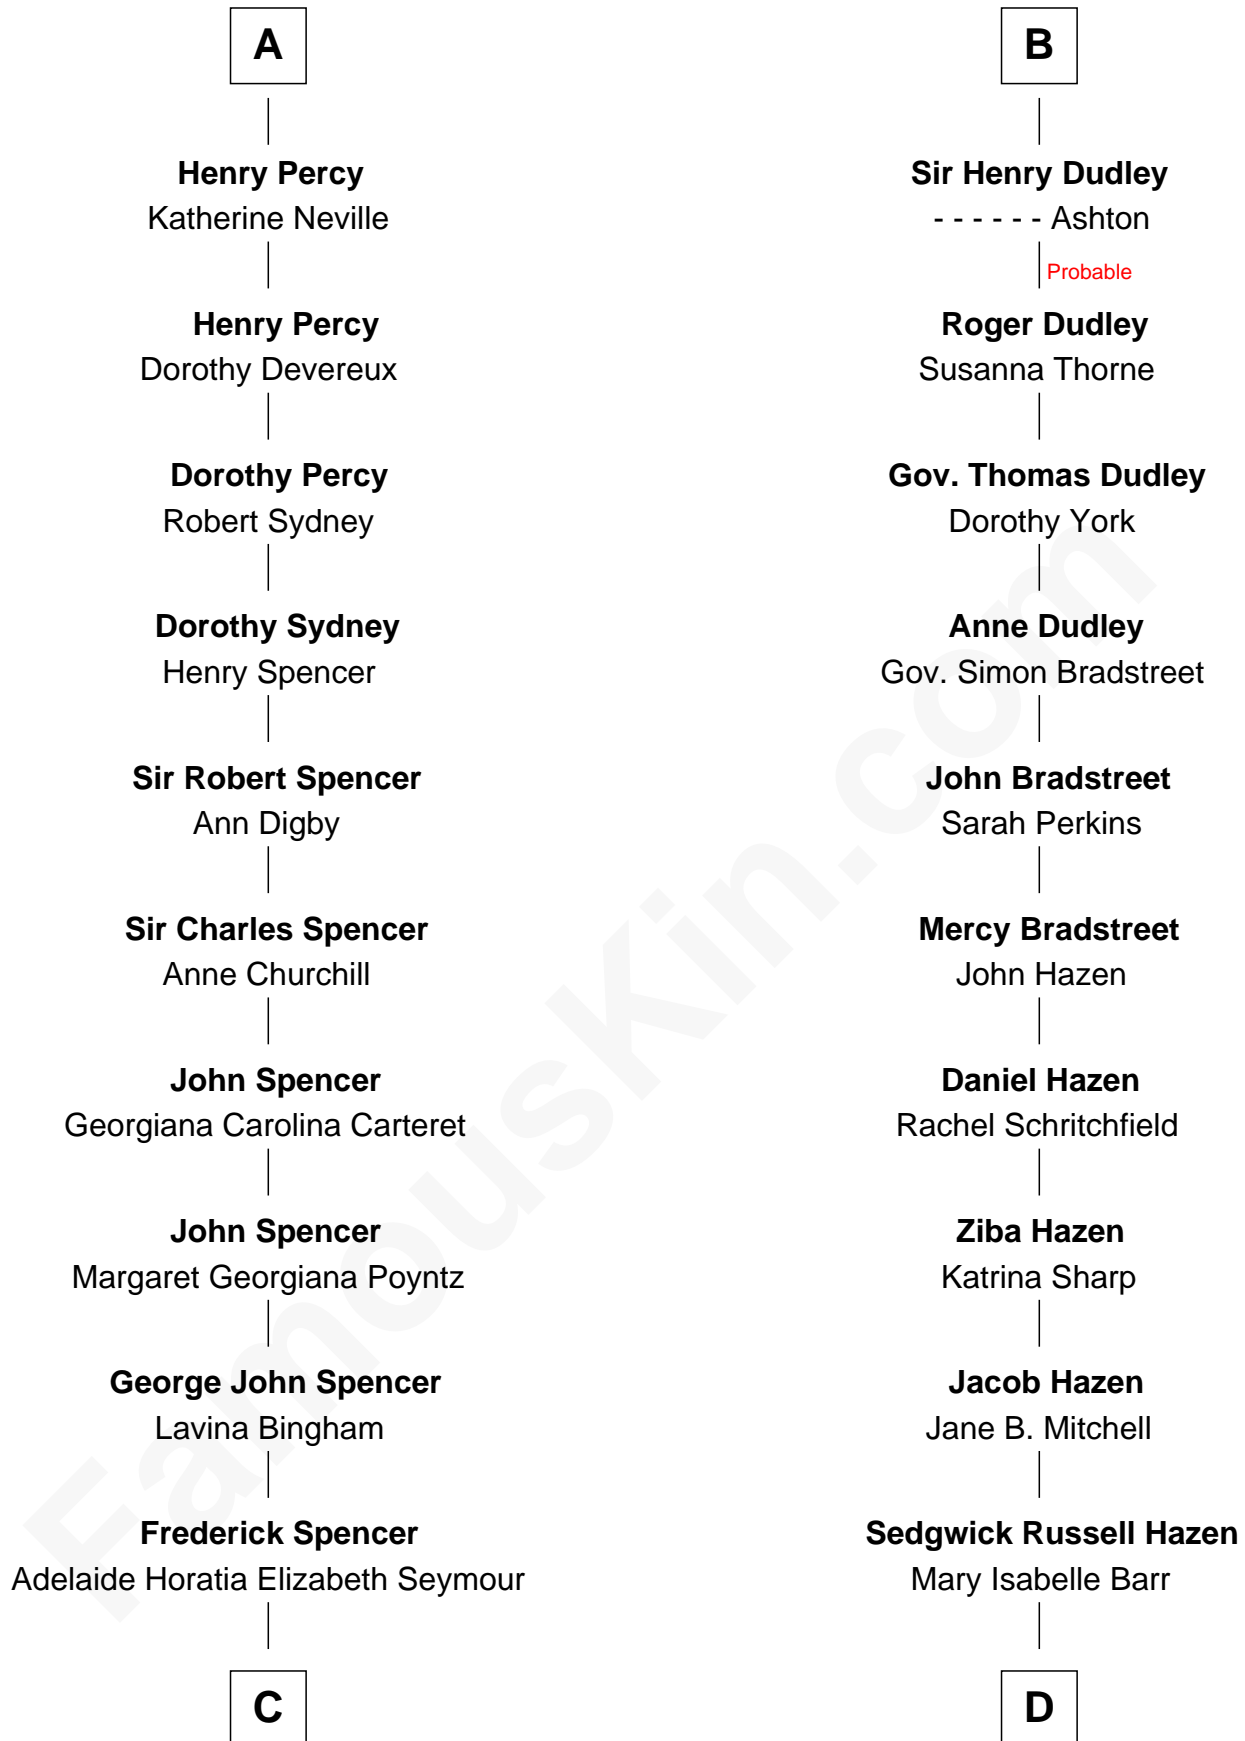 A
Henry Percy
Katherine Neville
Henry Percy
Dorothy Devereux
Dorothy Percy
Robert Sydney
Dorothy Sydney
Henry Spencer
Sir Robert Spencer
Ann Digby
Sir Charles Spencer
Anne Churchill
John Spencer
Georgiana Carolina Carteret
John Spencer
Margaret Georgiana Poyntz
George John Spencer
Lavina Bingham
Frederick Spencer
Adelaide Horatia Elizabeth Seymour
C
B
Sir Henry Dudley
- - - - - - Ashton
Probable
Roger Dudley
Susanna Thorne
Gov. Thomas Dudley
Dorothy York
Anne Dudley
Gov. Simon Bradstreet
John Bradstreet
Sarah Perkins
Mercy Bradstreet
John Hazen
Daniel Hazen
Rachel Schritchfield
Ziba Hazen
Katrina Sharp
Jacob Hazen
Jane B. Mitchell
Sedgwick Russell Hazen
Mary Isabelle Barr
D
FamousKin.com